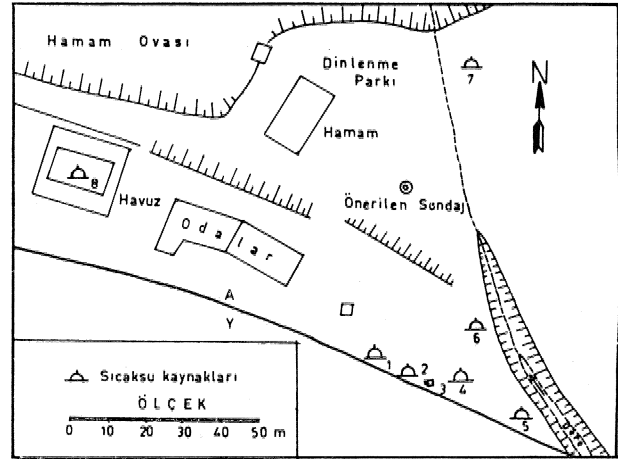 Hamam Ovası
Dinlenme
Parkı
7
N
Hamam
8
Havuz
Önerilen Sondaj
Odalar
A
Y
6
1
2
3
4
5
Dere
Sıcaksu kaynakları
ÖLÇEK
0 10 20 30 40 50 m